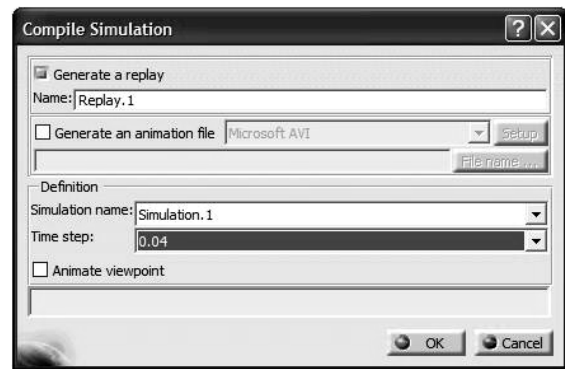 Compile Simulation
Generate a replay
Name: Replay.1
Generate an animation file Microsoft AVI Setup
File name ...
Definition
Simulation name: Simulation.1
Time step: 0.04
Animate viewpoint
OK Cancel